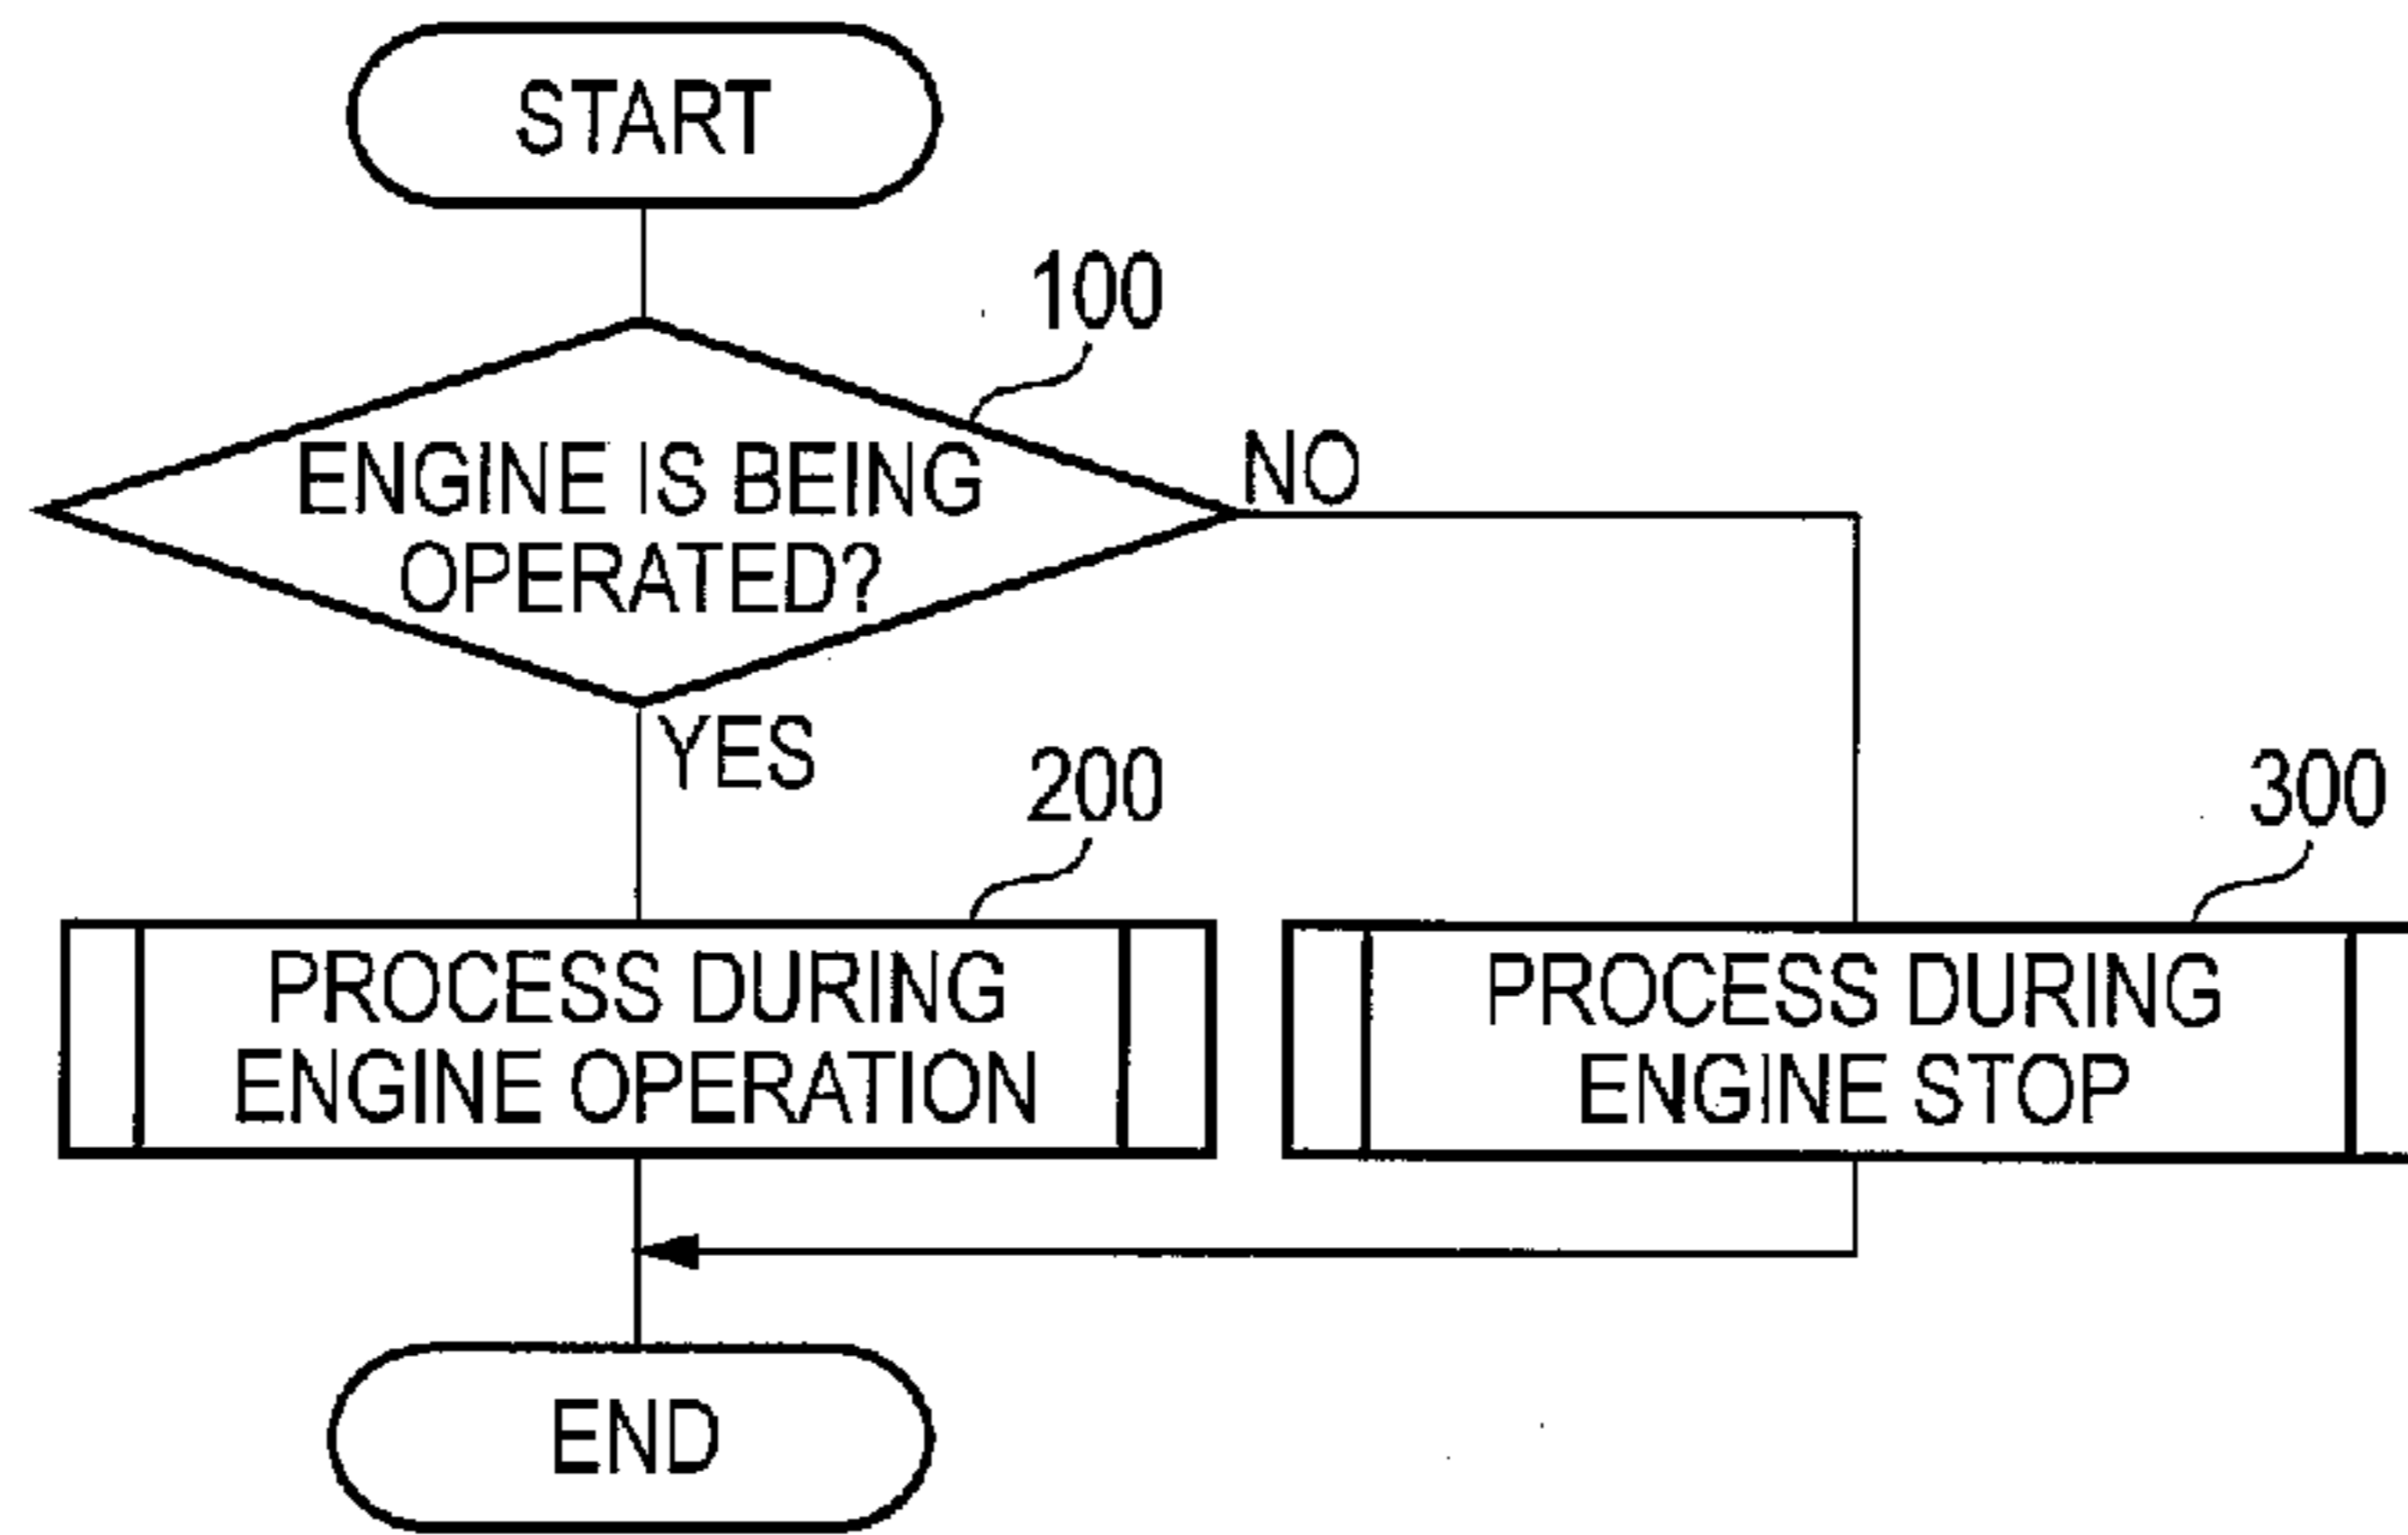 START
100
ENGINE IS BEING
OPERATED?
NO
YES
200
300
PROCESS DURING
ENGINE OPERATION
PROCESS DURING
ENGINE STOP
END